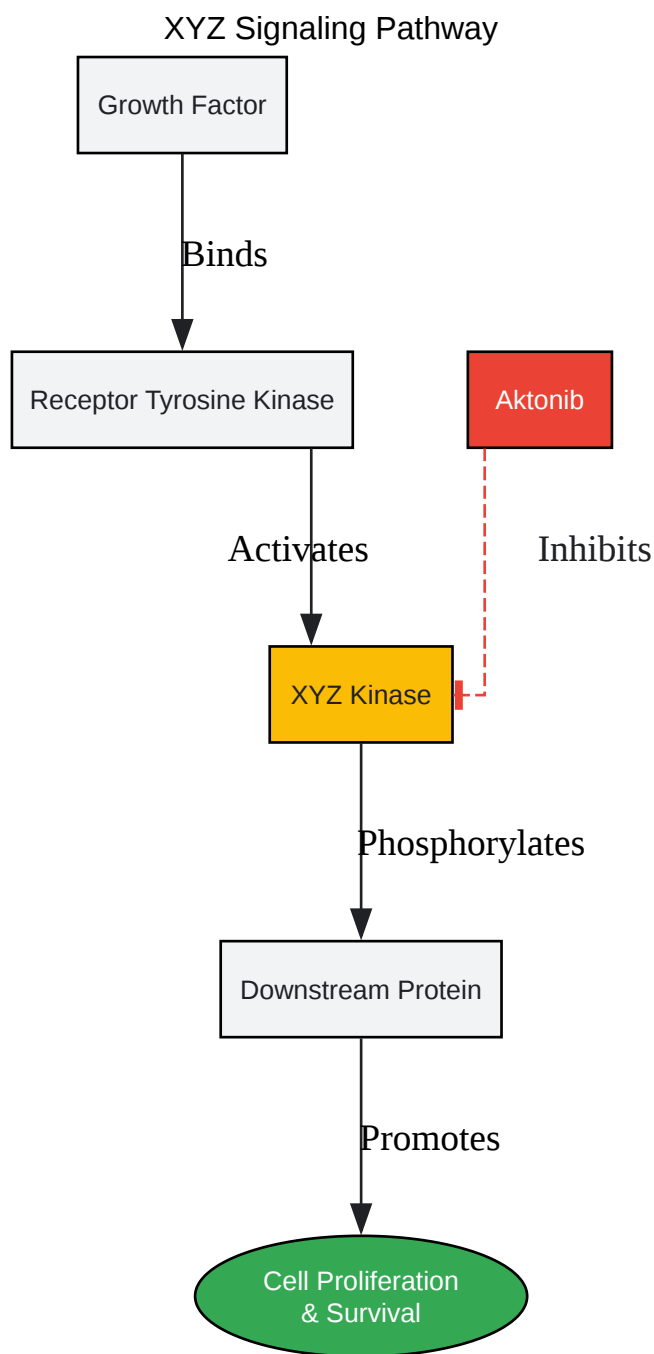 XYZ Signaling Pathway
Growth Factor
Binds
Receptor Tyrosine Kinase
Aktonib
Activates
Inhibits
XYZ Kinase
Phosphorylates
Downstream Protein
Promotes
Cell Proliferation
& Survival